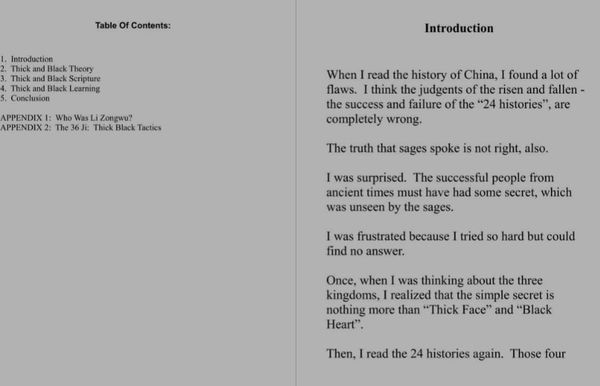 Table Of Contents:
1. Introduction
2. Thick and Black Theory
3. Thick and Black Scripture
4. Thick and Black Learning
5. Conclusion
APPENDIX 1: Who Was Li Zongwu?
APPENDIX 2: The 36 Ji: Thick Black Tactics
Introduction
When I read the history of China, I found a lot of
flaws. I think the judgents of the risen and fallen -
the success and failure of the “24 histories”, are
completely wrong.
The truth that sages spoke is not right, also.
I was surprised. The successful people from
ancient times must have had some secret, which
was unseen by the sages.
I was frustrated because I tried so hard but could
find no answer.
Once, when I was thinking about the three
kingdoms, I realized that the simple secret is
nothing more than “Thick Face” and “Black
Heart”.
Then, I read the 24 histories again. Those four